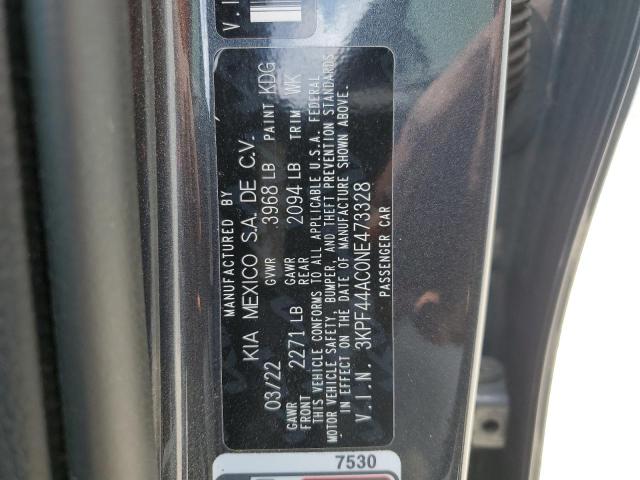 V.I
MANUFACTURED BY
KIA MEXICO S.A. DE C.V.
03/22 GVWR 3968 LB PAINT KDG
GAWR FRONT 2271 LB GAWR REAR 2094 LB TRIM WK
THIS VEHICLE CONFORMS TO ALL APPLICABLE U.S.A. FEDERAL
MOTOR VEHICLE SAFETY, BUMPER, AND THEFT PREVENTION STANDARDS
IN EFFECT ON THE DATE OF MANUFACTURE SHOWN ABOVE.
V.I.N. 3KPF44AC0NE473328
PASSENGER CAR
7530